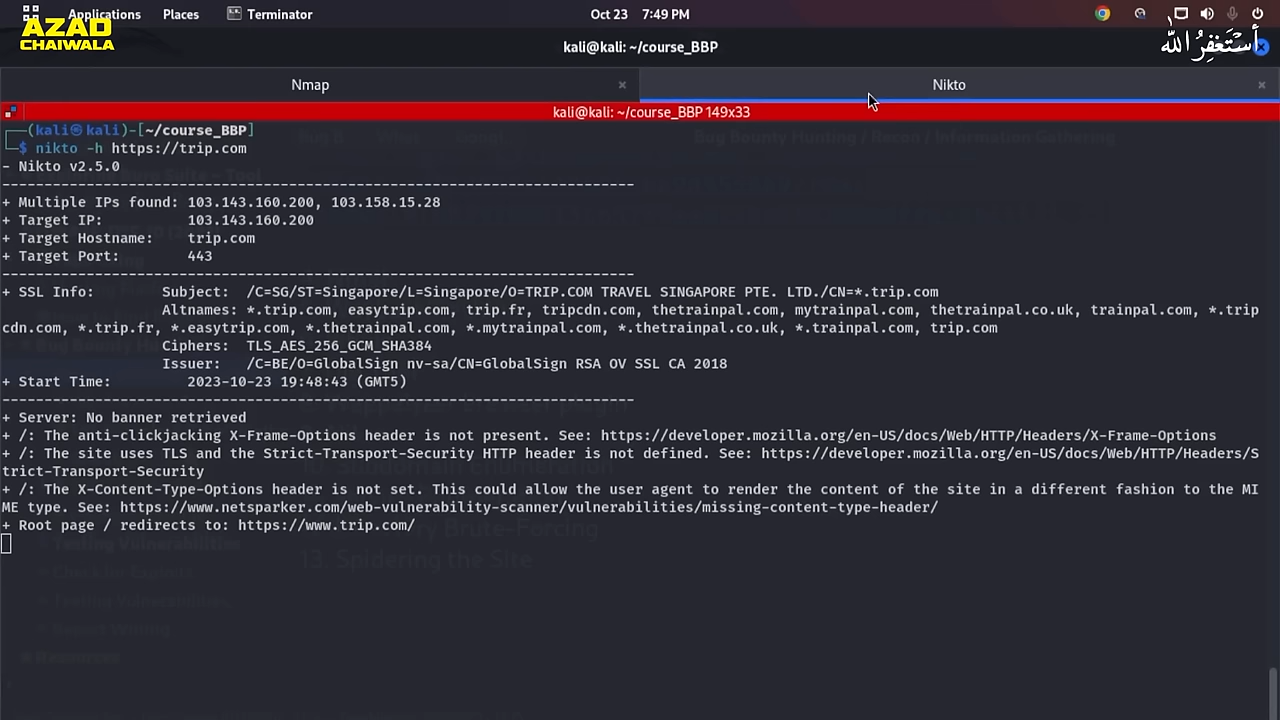 Applications Places Terminator Oct 23 7:49 PM
AZAD
CHAIWALA
kali@kali: ~/course_BBP
أستغفر الله
Nmap × Nikto ×
kali@kali: ~/course_BBP 149x33
┌──(kali㉿kali)-[~/course_BBP]
└─$ nikto -h https://trip.com
- Nikto v2.5.0
---------------------------------------------------------------------------
+ Multiple IPs found: 103.143.160.200, 103.158.15.28
+ Target IP: 103.143.160.200
+ Target Hostname: trip.com
+ Target Port: 443
---------------------------------------------------------------------------
+ SSL Info: Subject: /C=SG/ST=Singapore/L=Singapore/O=TRIP.COM TRAVEL SINGAPORE PTE. LTD./CN=*.trip.com
Altnames: *.trip.com, easytrip.com, trip.fr, tripcdn.com, thetrainpal.com, mytrainpal.com, thetrainpal.co.uk, trainpal.com, *.trip
cdn.com, *.trip.fr, *.easytrip.com, *.thetrainpal.com, *.mytrainpal.com, *.thetrainpal.co.uk, *.trainpal.com, trip.com
Ciphers: TLS_AES_256_GCM_SHA384
Issuer: /C=BE/O=GlobalSign nv-sa/CN=GlobalSign RSA OV SSL CA 2018
+ Start Time: 2023-10-23 19:48:43 (GMT5)
---------------------------------------------------------------------------
+ Server: No banner retrieved
+ /: The anti-clickjacking X-Frame-Options header is not present. See: https://developer.mozilla.org/en-US/docs/Web/HTTP/Headers/X-Frame-Options
+ /: The site uses TLS and the Strict-Transport-Security HTTP header is not defined. See: https://developer.mozilla.org/en-US/docs/Web/HTTP/Headers/S
trict-Transport-Security
+ /: The X-Content-Type-Options header is not set. This could allow the user agent to render the content of the site in a different fashion to the MI
ME type. See: https://www.netsparker.com/web-vulnerability-scanner/vulnerabilities/missing-content-type-header/
+ Root page / redirects to: https://www.trip.com/
Testing Vulnerabilities
13. Spidering the Site